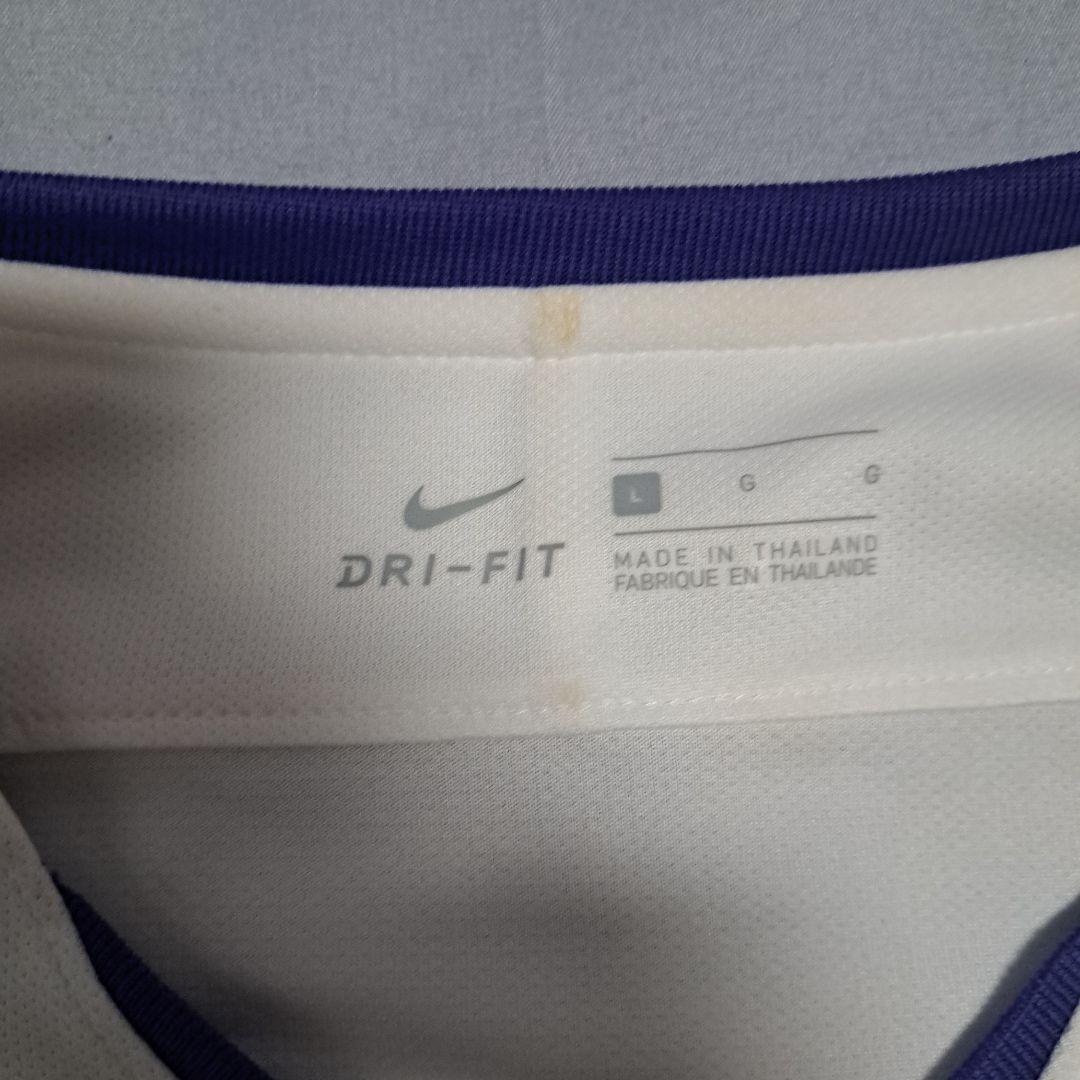 DRI-FIT
L G G
MADE IN THAILAND
FABRIQUE EN THAILANDE